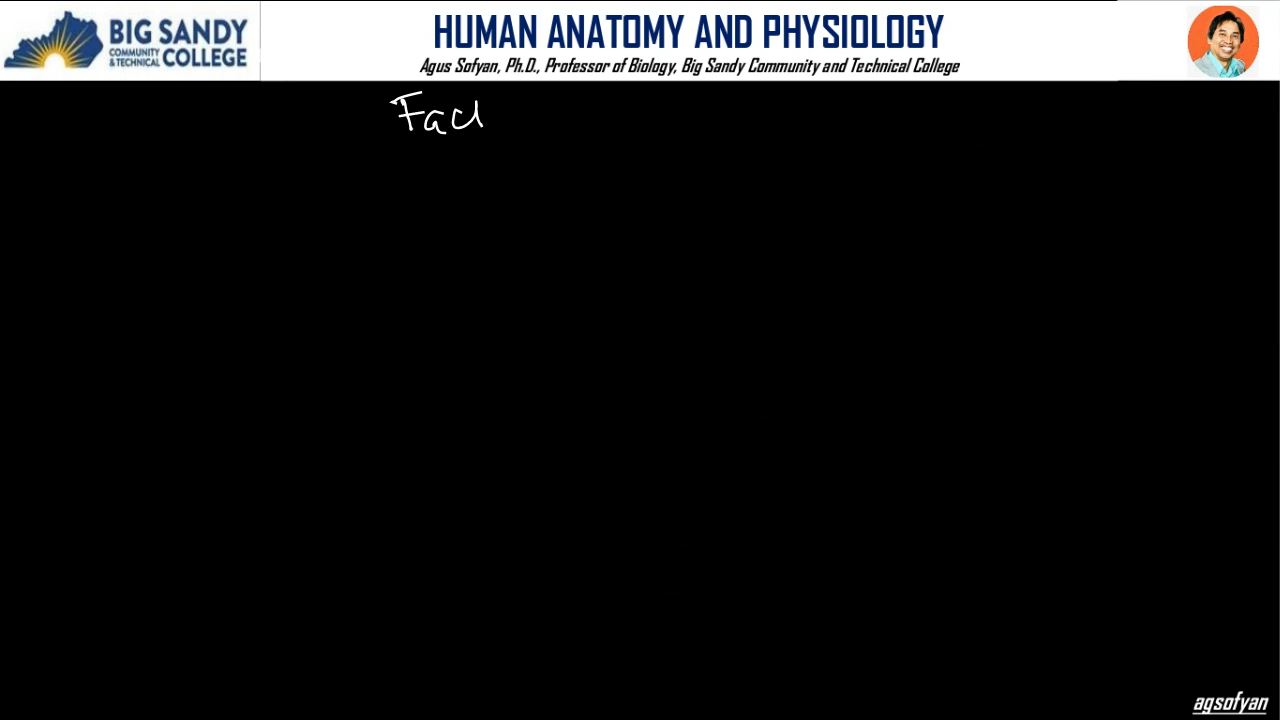 BIG SANDY
COMMUNITY & TECHNICAL COLLEGE
HUMAN ANATOMY AND PHYSIOLOGY
Agus Sofyan, Ph.D., Professor of Biology, Big Sandy Community and Technical College
agsofyan